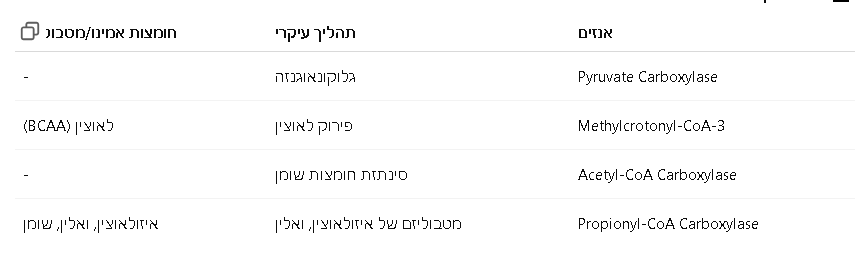 אנזים תהליך עיקרי חומצות אמינו/מטבול
Pyruvate Carboxylase גלוקונאוגנזה -
Methylcrotonyl-CoA-3 פירוק לאוצין לאוצין (BCAA)
Acetyl-CoA Carboxylase סינתזת חומצות שומן -
Propionyl-CoA Carboxylase מטבוליזם של איזולאוצין, ואלין איזולאוצין, ואלין, שומן